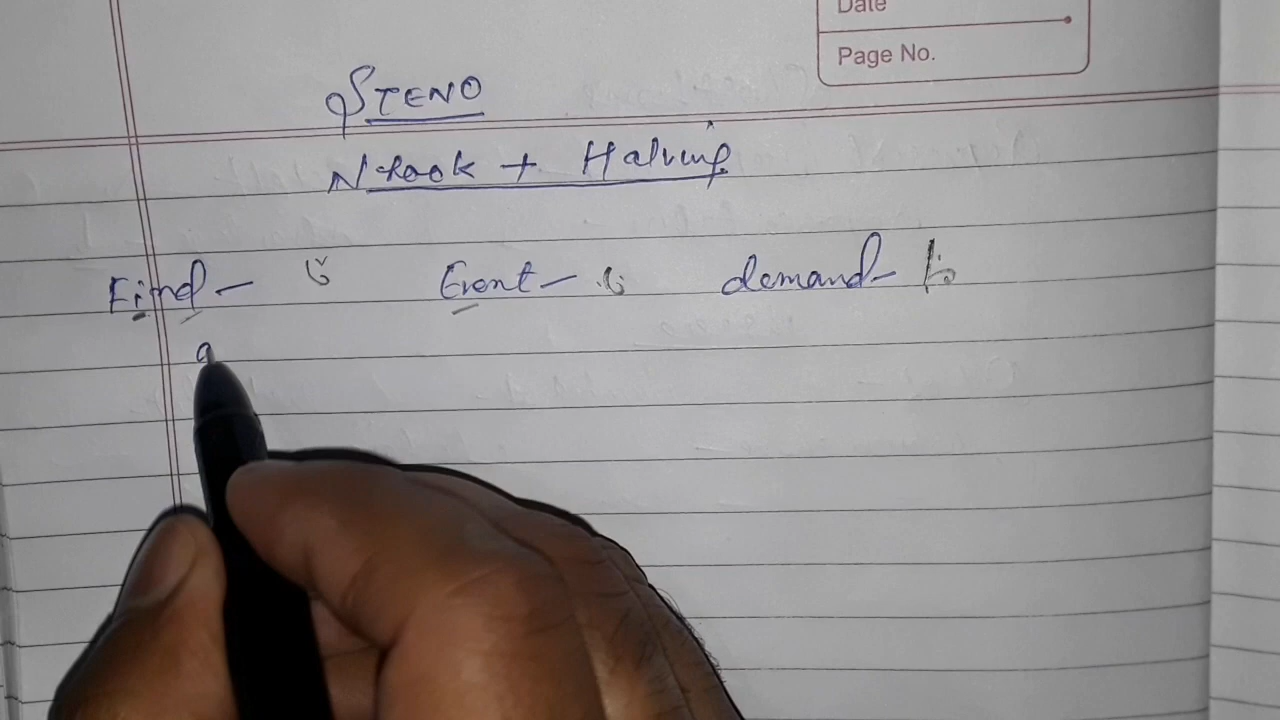 Date
Page No.
STENO
N hook + Halving
Find - Event - demand -
a